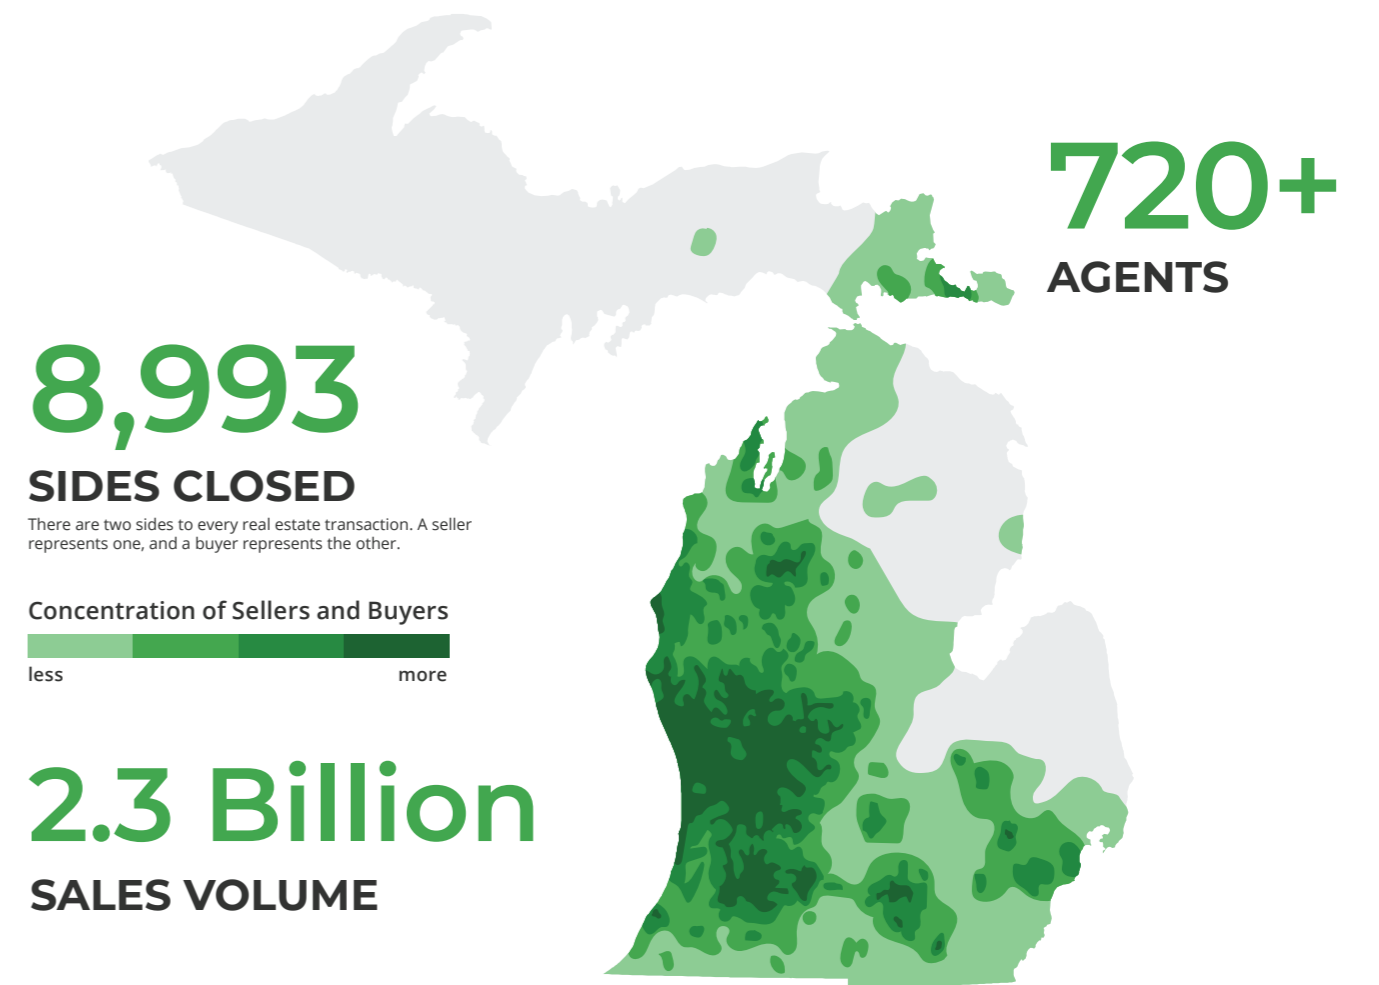 720+
AGENTS
8,993
SIDES CLOSED
There are two sides to every real estate transaction. A seller
represents one, and a buyer represents the other.
Concentration of Sellers and Buyers
less more
2.3 Billion
SALES VOLUME